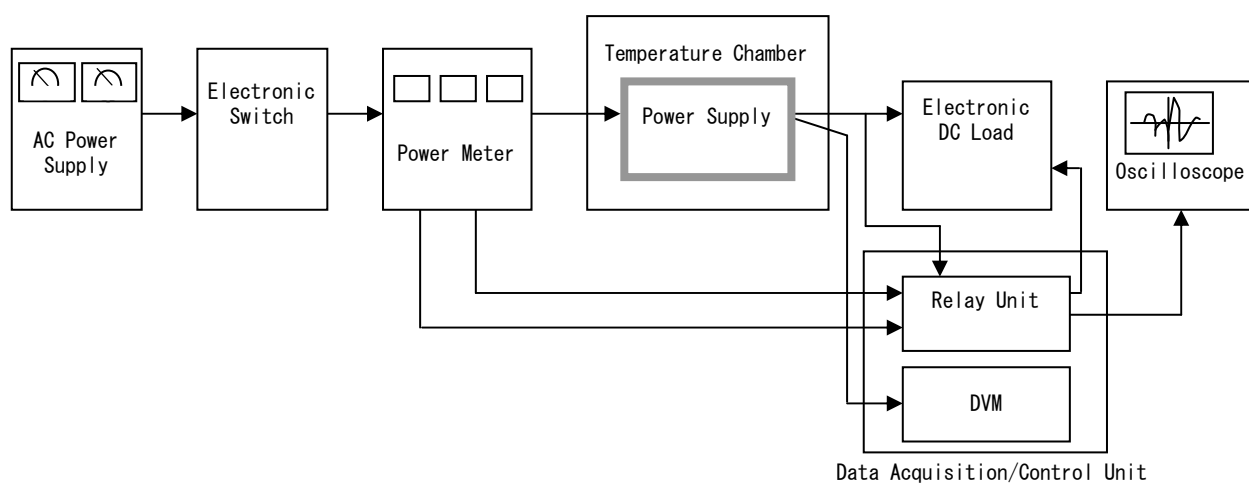 AC Power
Supply
Electronic
Switch
Power Meter
Temperature Chamber
Power Supply
Electronic
DC Load
Oscilloscope
Relay Unit
DVM
Data Acquisition/Control Unit